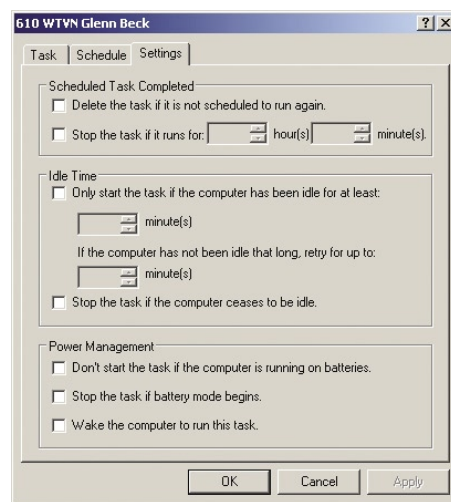 610 WTVN Glenn Beck
Task Schedule Settings
Scheduled Task Completed
Delete the task if it is not scheduled to run again.
Stop the task if it runs for: hour(s) minute(s).
Idle Time
Only start the task if the computer has been idle for at least:
minute(s)
If the computer has not been idle that long, retry for up to:
minute(s)
Stop the task if the computer ceases to be idle.
Power Management
Don't start the task if the computer is running on batteries.
Stop the task if battery mode begins.
Wake the computer to run this task.
OK Cancel Apply